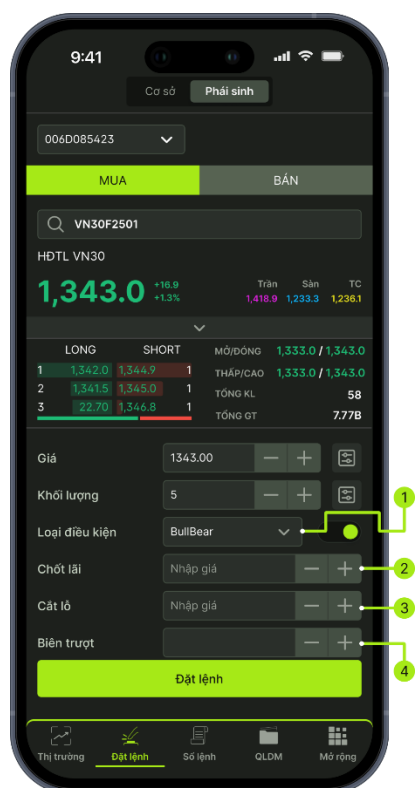 9:41
Cơ sở Phái sinh
006D085423
MUA BÁN
VN30F2501
HĐTL VN30
1,343.0 +16.9 +1.3%
Trần Sàn TC
1,418.9 1,233.3 1,236.1
LONG SHORT MỞ/ĐÓNG 1,333.0 / 1,343.0
1 1,342.0 1,344.9 1 THẤP/CAO 1,333.0 / 1,343.0
2 1,341.5 1,345.0 1 TỔNG KL 58
3 22.70 1,346.8 1 TỔNG GT 7.77B
Giá 1343.00 — +
Khối lượng 5 — +
1
Loại điều kiện BullBear
Chốt lãi Nhập giá — + 2
Cắt lỗ Nhập giá — + 3
Biên trượt — +
4
Đặt lệnh
Thị trường Đặt lệnh Sổ lệnh QLDM Mở rộng